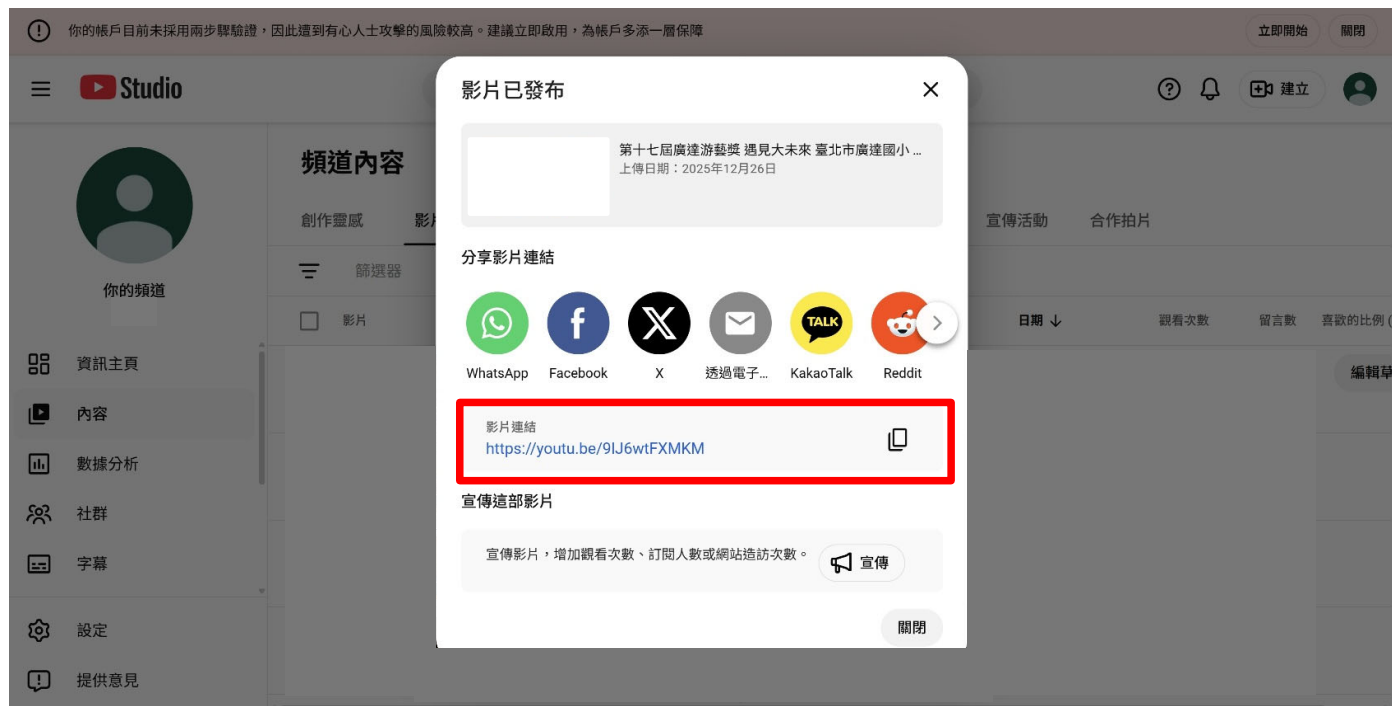 你的帳戶目前未採用兩步驟驗證，因此遭到有心人士攻擊的風險較高。建議立即啟用，為帳戶多添一層保障
立即開始
關閉
Studio
建立
你的頻道
資訊主頁
內容
數據分析
社群
字幕
設定
提供意見
頻道內容
創作靈感
影片
宣傳活動
合作拍片
篩選器
影片
日期
觀看次數
留言數
喜歡的比例 (
編輯草
影片已發布
第十七屆廣達游藝獎 遇見大未來 臺北市廣達國小 ...
上傳日期：2025年12月26日
分享影片連結
TALK
WhatsApp
Facebook
X
透過電子...
KakaoTalk
Reddit
影片連結
https://youtu.be/9IJ6wtFXMKM
宣傳這部影片
宣傳影片，增加觀看次數、訂閱人數或網站造訪次數。
宣傳
關閉